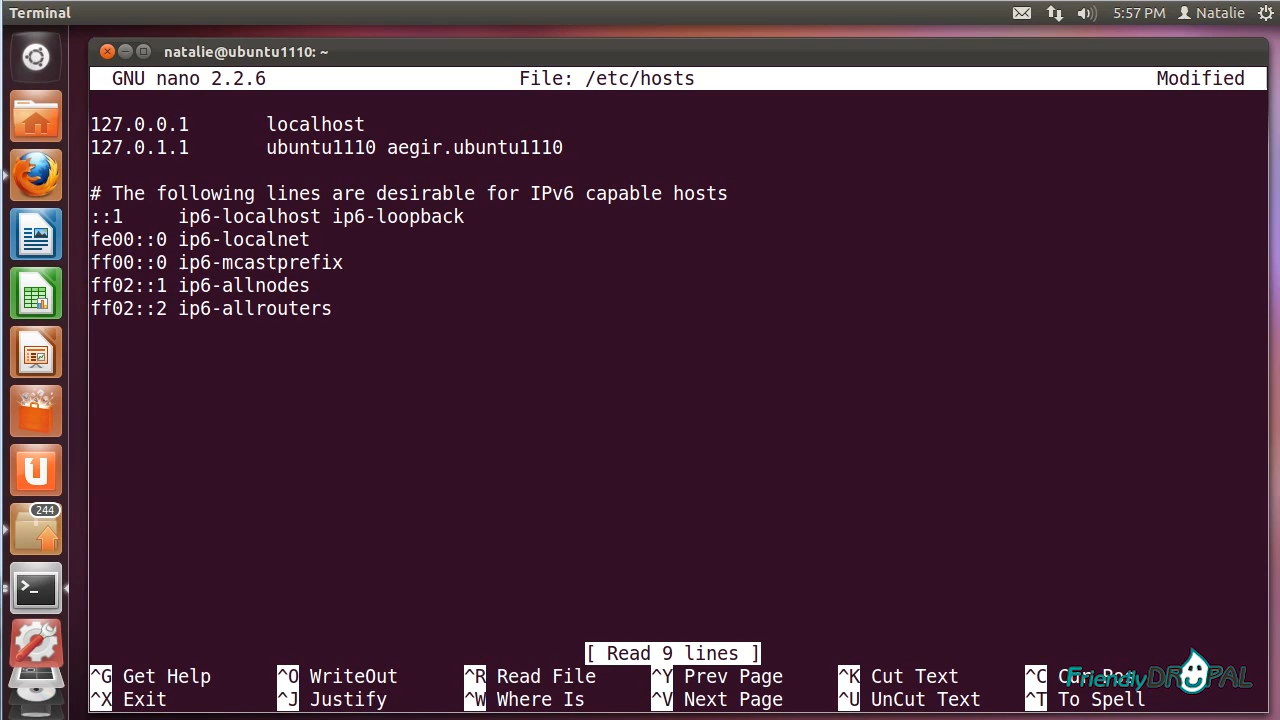 Terminal 5:57 PM Natalie
natalie@ubuntu1110: ~
GNU nano 2.2.6 File: /etc/hosts Modified
127.0.0.1 localhost
127.0.1.1 ubuntu1110 aegir.ubuntu1110
# The following lines are desirable for IPv6 capable hosts
::1 ip6-localhost ip6-loopback
fe00::0 ip6-localnet
ff00::0 ip6-mcastprefix
ff02::1 ip6-allnodes
ff02::2 ip6-allrouters
244
[ Read 9 lines ]
^G Get Help ^O WriteOut ^R Read File ^Y Prev Page ^K Cut Text ^C Cur
^X Exit ^J Justify ^W Where Is ^V Next Page ^U UnCut Text ^T To Spell
Friendly DRUPAL